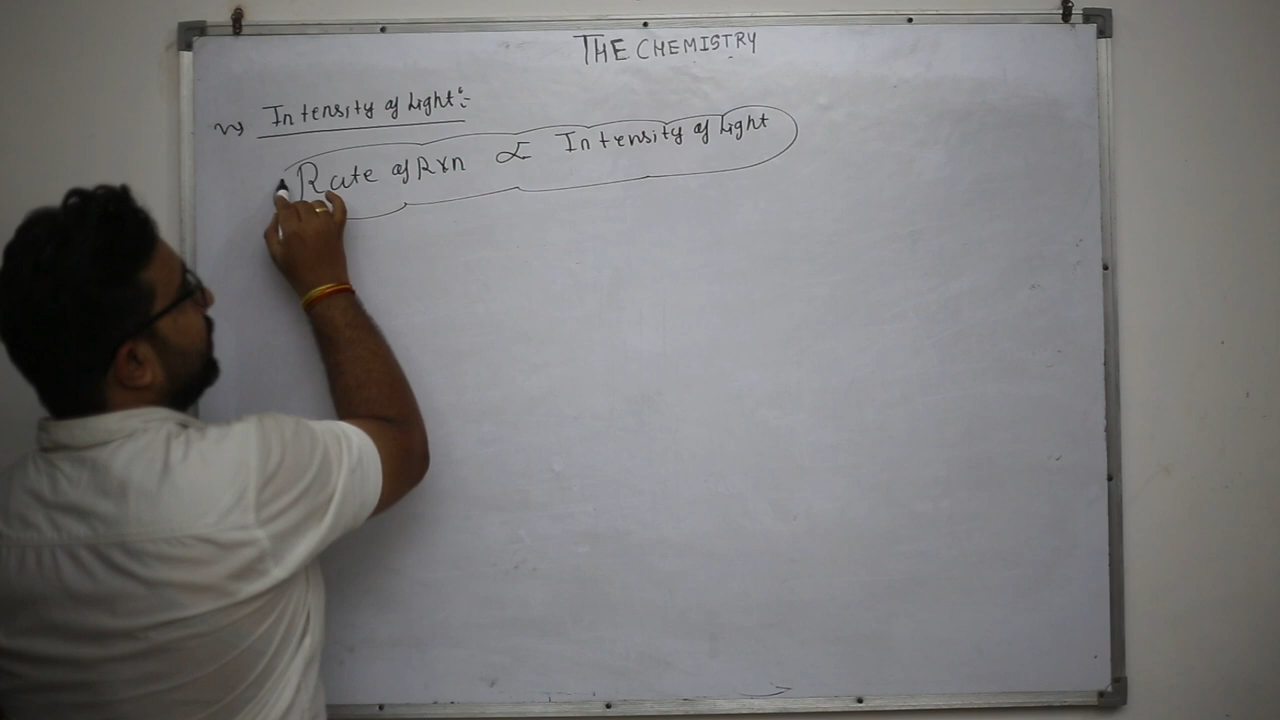 THE CHEMISTRY
Intensity of Light:-
Rate of Rxn ∝ Intensity of Light